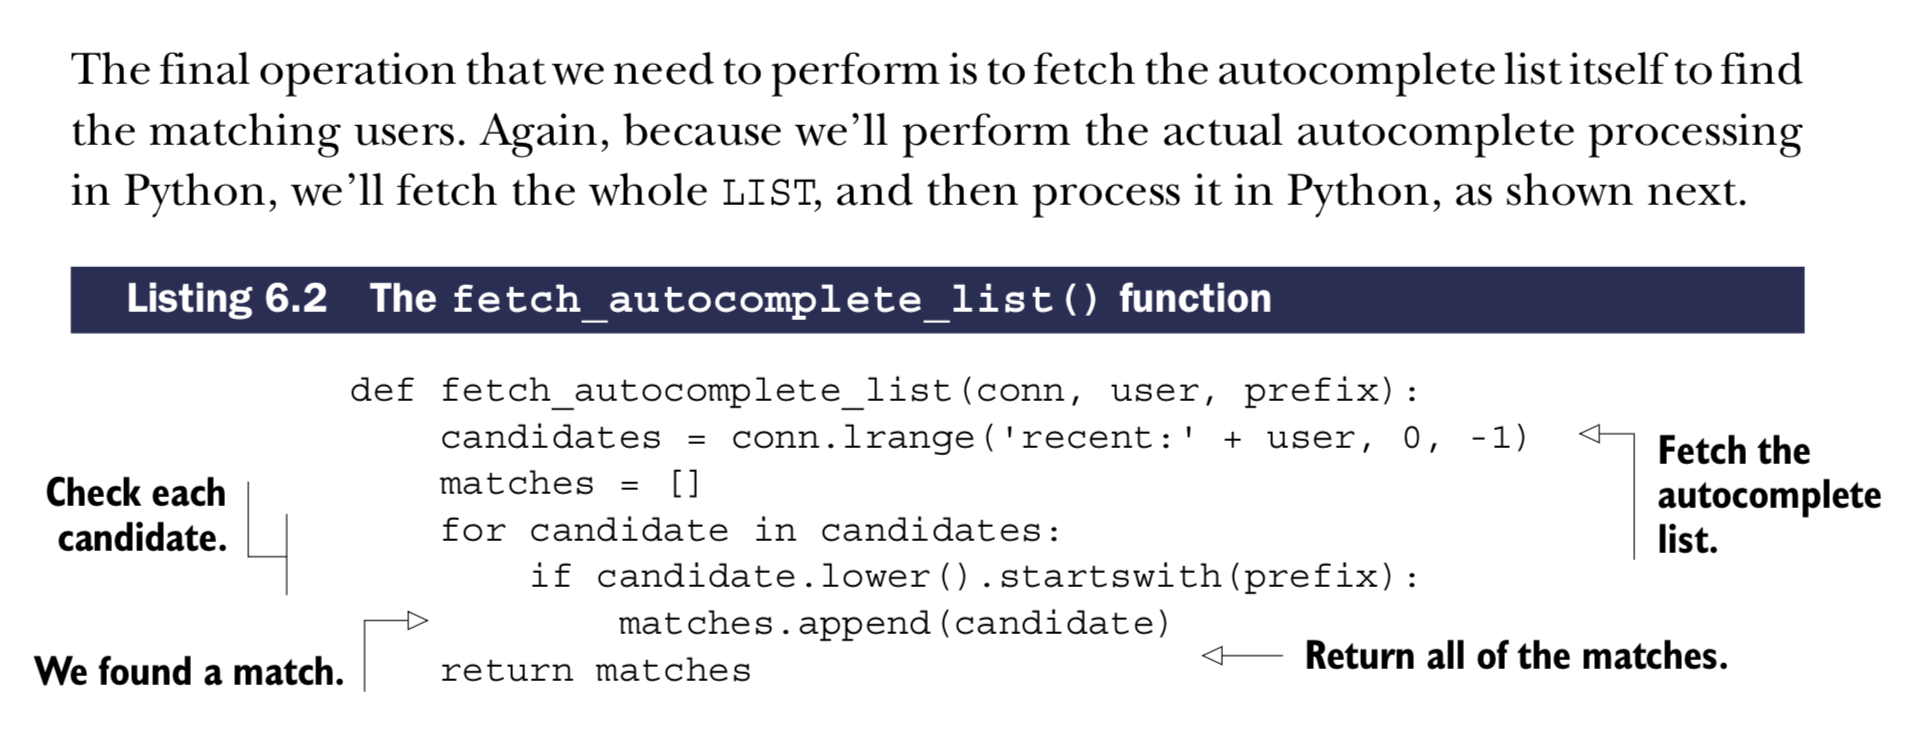 The final operation that we need to perform is to fetch the autocomplete list itself to find
the matching users. Again, because we’ll perform the actual autocomplete processing
in Python, we’ll fetch the whole LIST, and then process it in Python, as shown next.
Listing 6.2 The fetch_autocomplete_list() function
def fetch_autocomplete_list(conn, user, prefix):
    candidates = conn.lrange('recent:' + user, 0, -1)
Fetch the
autocomplete
list.
    matches = []
Check each
candidate.
    for candidate in candidates:
        if candidate.lower().startswith(prefix):
            matches.append(candidate)
We found a match.
    return matches
Return all of the matches.